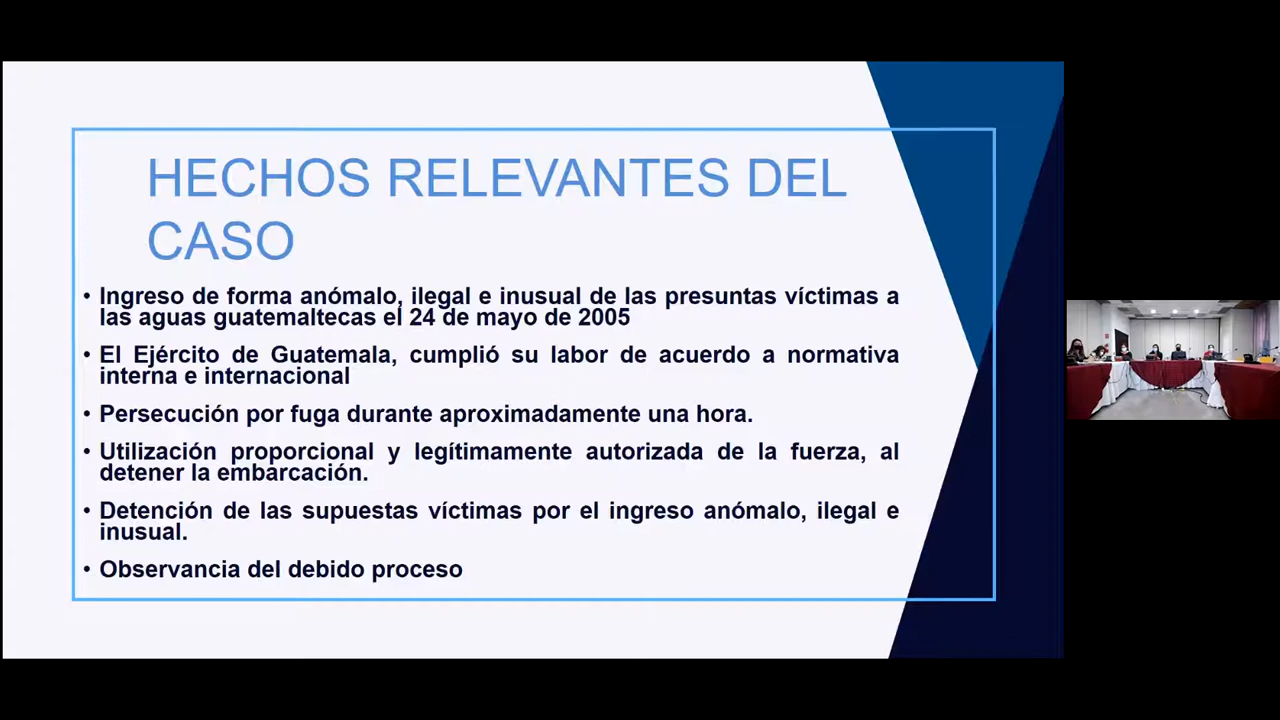 HECHOS RELEVANTES DEL
CASO
• Ingreso de forma anómalo, ilegal e inusual de las presuntas víctimas a
las aguas guatemaltecas el 24 de mayo de 2005
• El Ejército de Guatemala, cumplió su labor de acuerdo a normativa
interna e internacional
• Persecución por fuga durante aproximadamente una hora.
• Utilización proporcional y legítimamente autorizada de la fuerza, al
detener la embarcación.
• Detención de las supuestas víctimas por el ingreso anómalo, ilegal e
inusual.
• Observancia del debido proceso